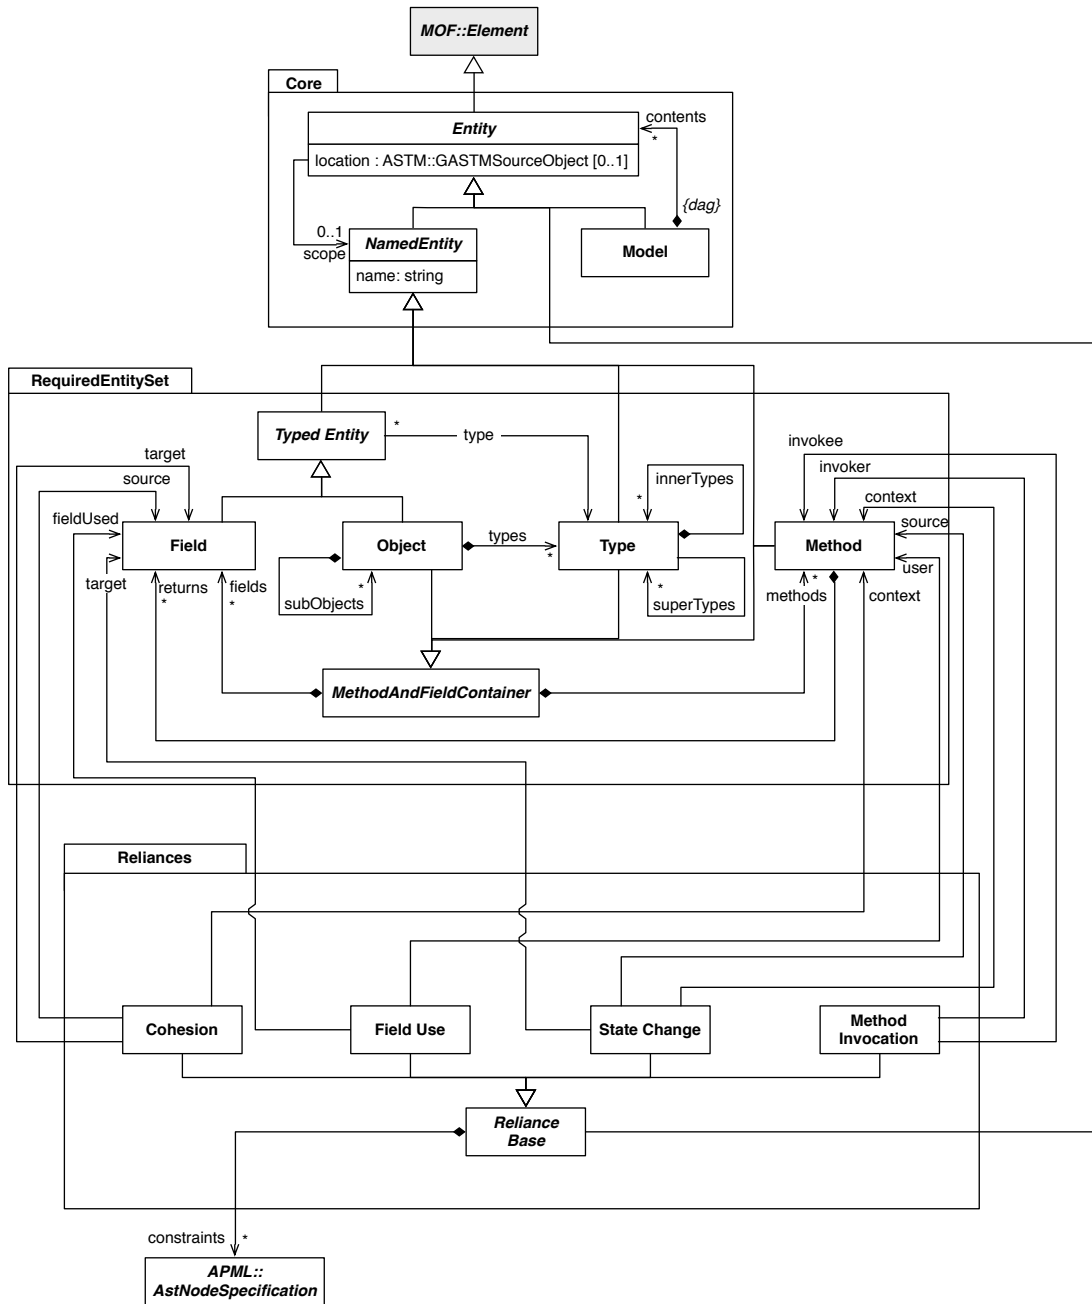 MOF::Element
Core
Entity
contents
*
location : ASTM::GASTMSourceObject [0..1]
{dag}
0..1
scope
NamedEntity
name: string
Model
RequiredEntitySet
Typed Entity
*
type
target
source
fieldUsed
target
Field
returns
*
fields
*
Object
types
*
subObjects
*
Type
innerTypes
*
superTypes
*
invokee
invoker
context
source
Method
user
methods
*
context
MethodAndFieldContainer
Reliances
Cohesion
Field Use
State Change
Method
Invocation
Reliance
Base
constraints
*
APML::
AstNodeSpecification